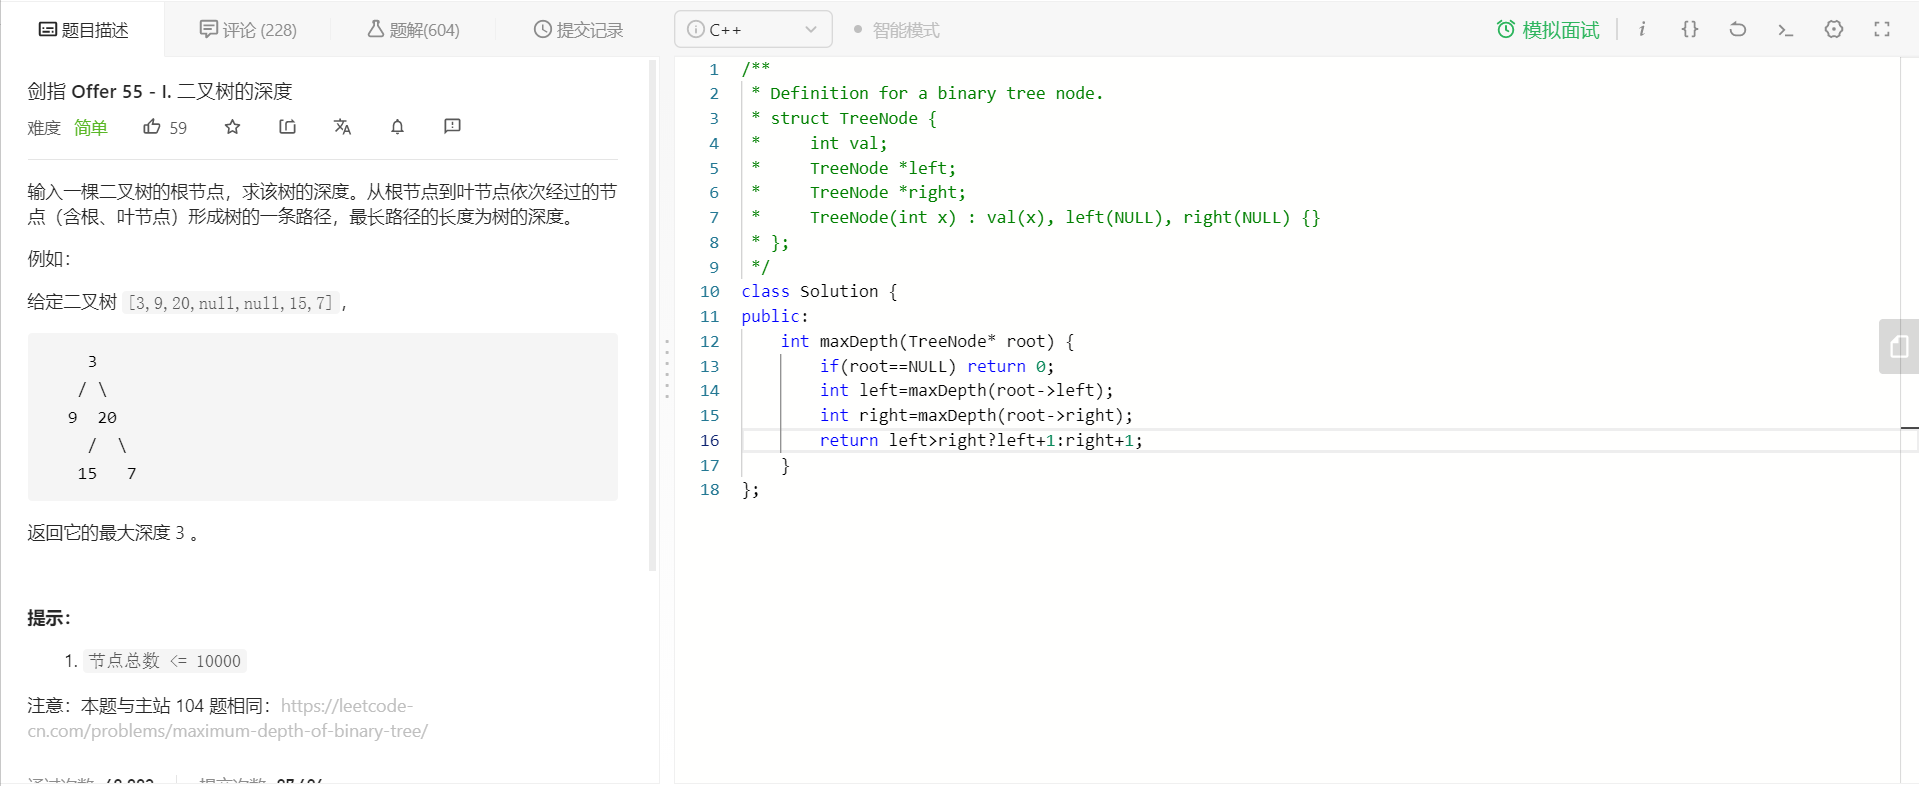 题目描述
评论 (228)
题解(604)
提交记录
C++
智能模式
模拟面试
剑指 Offer 55 - I. 二叉树的深度
难度 简单 59
输入一棵二叉树的根节点，求该树的深度。从根节点到叶节点依次经过的节
点（含根、叶节点）形成树的一条路径，最长路径的长度为树的深度。
例如：
给定二叉树 [3,9,20,null,null,15,7]，
3
/ \
9 20
/ \
15 7
返回它的最大深度 3 。
提示：
1. 节点总数 <= 10000
注意：本题与主站 104 题相同：https://leetcode-
cn.com/problems/maximum-depth-of-binary-tree/
1 /**
2 * Definition for a binary tree node.
3 * struct TreeNode {
4 *     int val;
5 *     TreeNode *left;
6 *     TreeNode *right;
7 *     TreeNode(int x) : val(x), left(NULL), right(NULL) {}
8 * };
9 */
10 class Solution {
11 public:
12     int maxDepth(TreeNode* root) {
13         if(root==NULL) return 0;
14         int left=maxDepth(root->left);
15         int right=maxDepth(root->right);
16         return left>right?left+1:right+1;
17     }
18 };